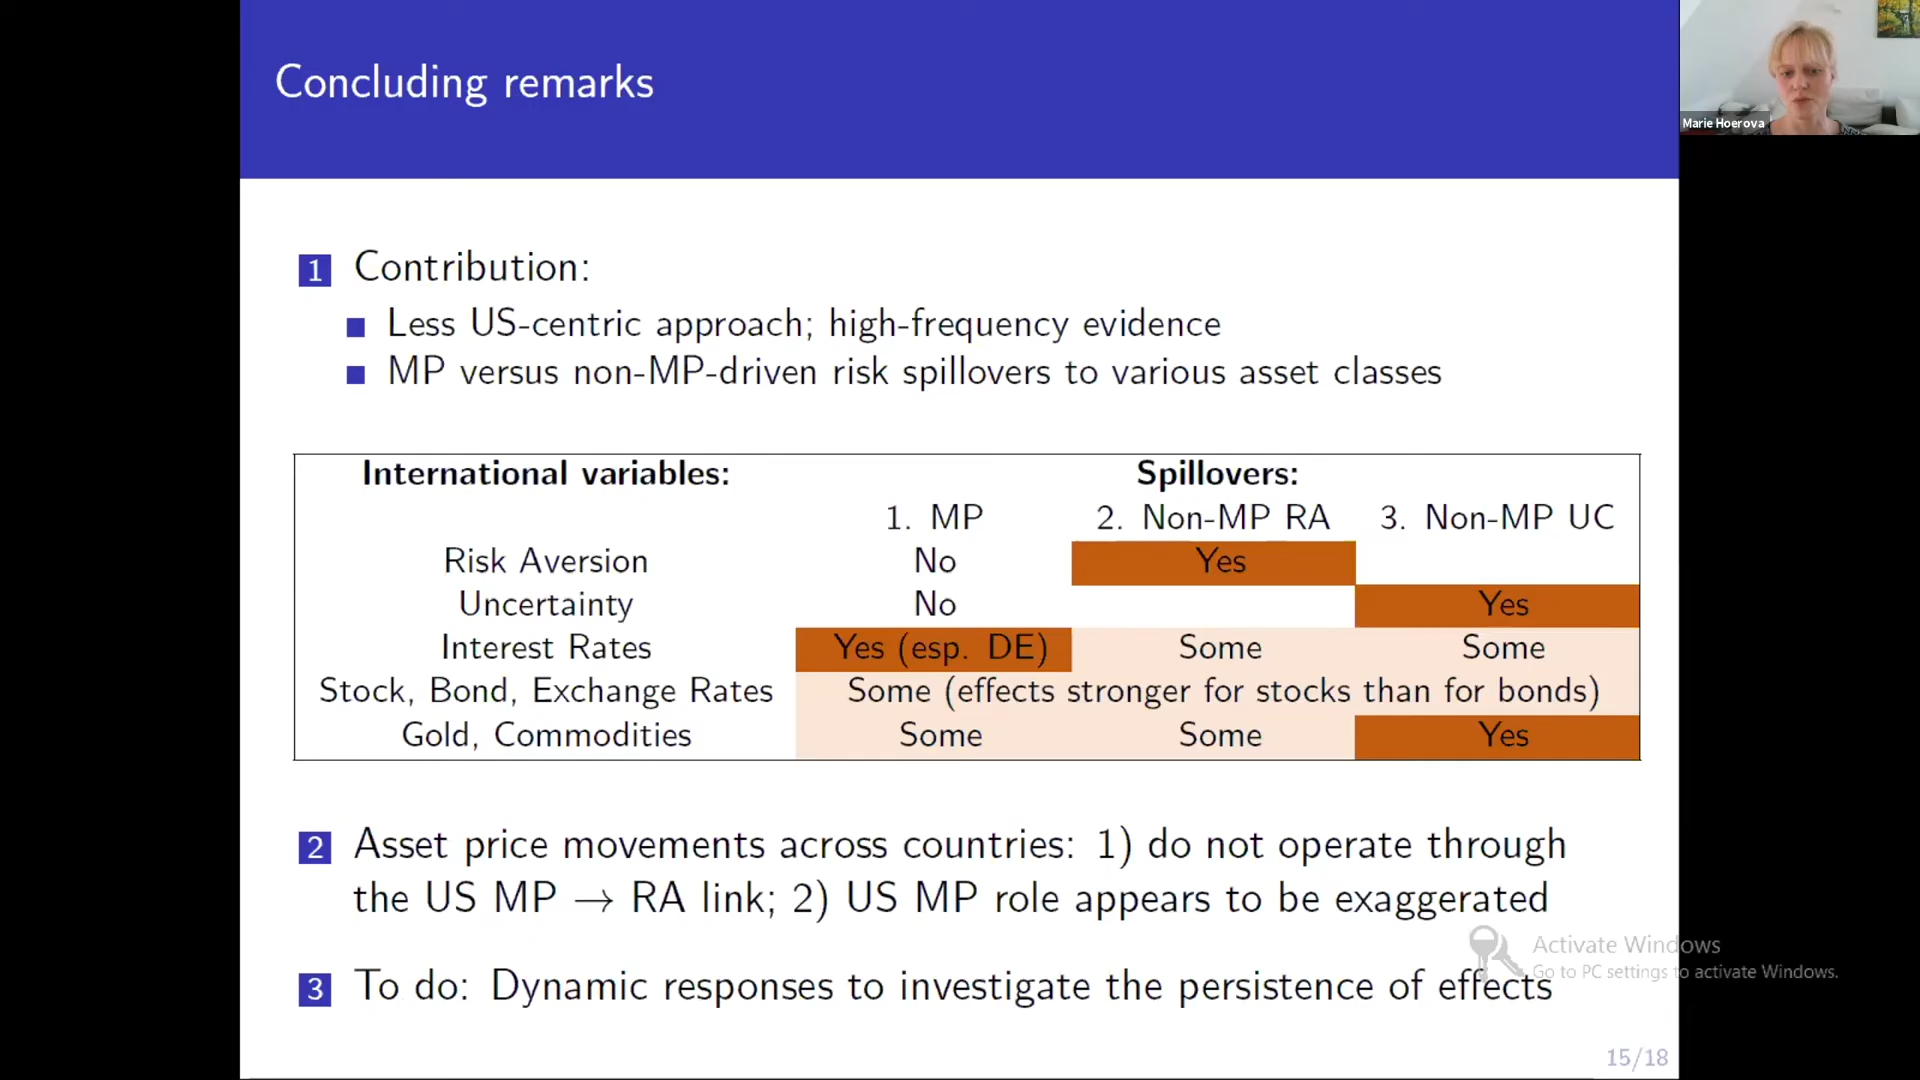 Concluding remarks
Marie Hoerova
1 Contribution:
Less US-centric approach; high-frequency evidence
MP versus non-MP-driven risk spillovers to various asset classes
International variables: Spillovers:
1. MP 2. Non-MP RA 3. Non-MP UC
Risk Aversion No Yes
Uncertainty No Yes
Interest Rates Yes (esp. DE) Some Some
Stock, Bond, Exchange Rates Some (effects stronger for stocks than for bonds)
Gold, Commodities Some Some Yes
2 Asset price movements across countries: 1) do not operate through
the US MP → RA link; 2) US MP role appears to be exaggerated
Activate Windows
Go to PC settings to activate Windows.
3 To do: Dynamic responses to investigate the persistence of effects
15/18